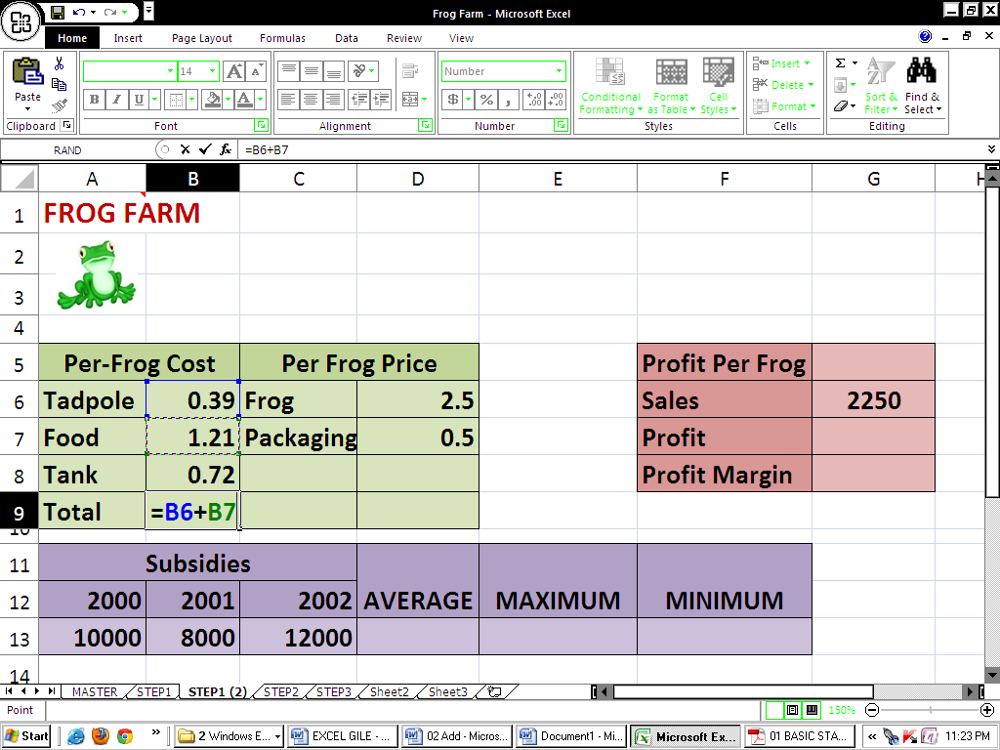 Frog Farm - Microsoft Excel
Home Insert Page Layout Formulas Data Review View
Paste
14
B I U
Number
$ % ,
Conditional Formatting
Format as Table
Cell Styles
Insert
Delete
Format
Σ
Sort & Filter
Find & Select
Clipboard Font Alignment Number Styles Cells Editing
RAND fx =B6+B7
A B C D E F G H
1 FROG FARM
2
3
4
5 Per-Frog Cost Per Frog Price Profit Per Frog
6 Tadpole 0.39 Frog 2.5 Sales 2250
7 Food 1.21 Packaging 0.5 Profit
8 Tank 0.72 Profit Margin
9 Total =B6+B7
10
11 Subsidies
12 2000 2001 2002 AVERAGE MAXIMUM MINIMUM
13 10000 8000 12000
14
MASTER STEP1 STEP1 (2) STEP2 STEP3 Sheet2 Sheet3
Point 150%
Start » 2 Windows E... EXCEL GILE - ... 02 Add - Micros... Document1 - Mi... Microsoft Ex... 01 BASIC STA... « 11:23 PM